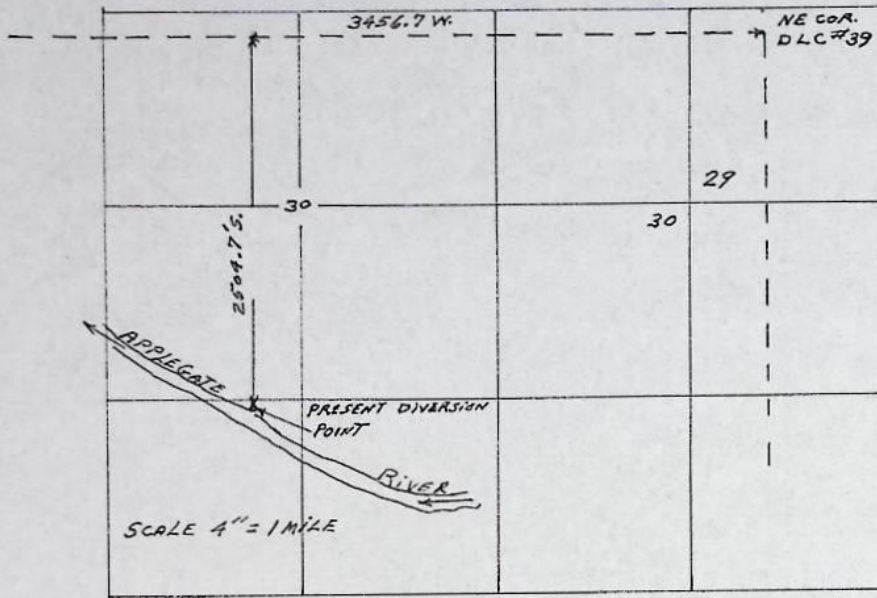 3456.7 W.
NE COR.
DLC #39
29
30
30
2504.7'S.
APPLEGATE
PRESENT DIVERSION
POINT
RIVER
SCALE 4" = 1 MILE